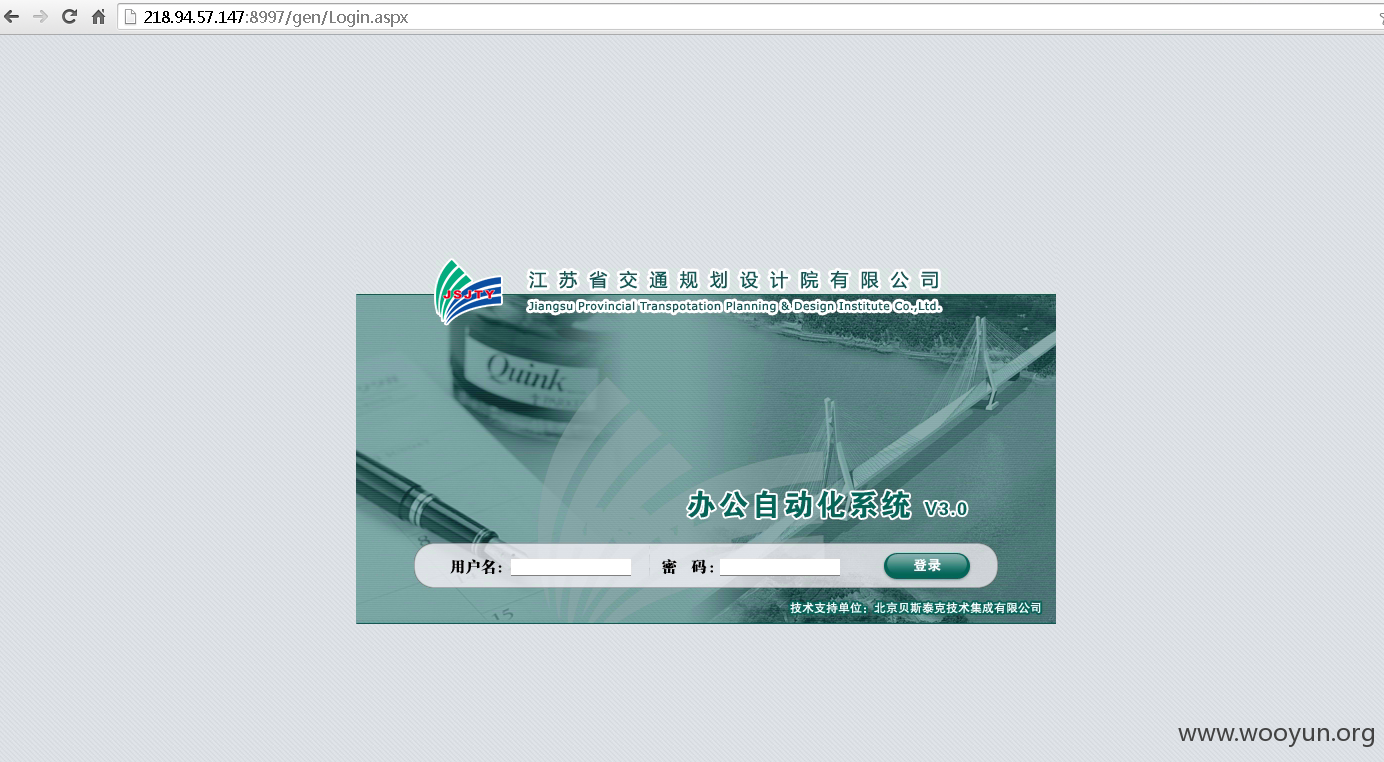 218.94.57.147:8997/gen/Login.aspx
江苏省交通规划设计院有限公司
JSJTY
Jiangsu Provincial Transpotation Planning & Design Institute Co.,Ltd.
Quink
办公自动化系统 V3.0
8
用户名: 密 码: 登录
15
技术支持单位：北京贝斯泰克技术集成有限公司
www.wooyun.org